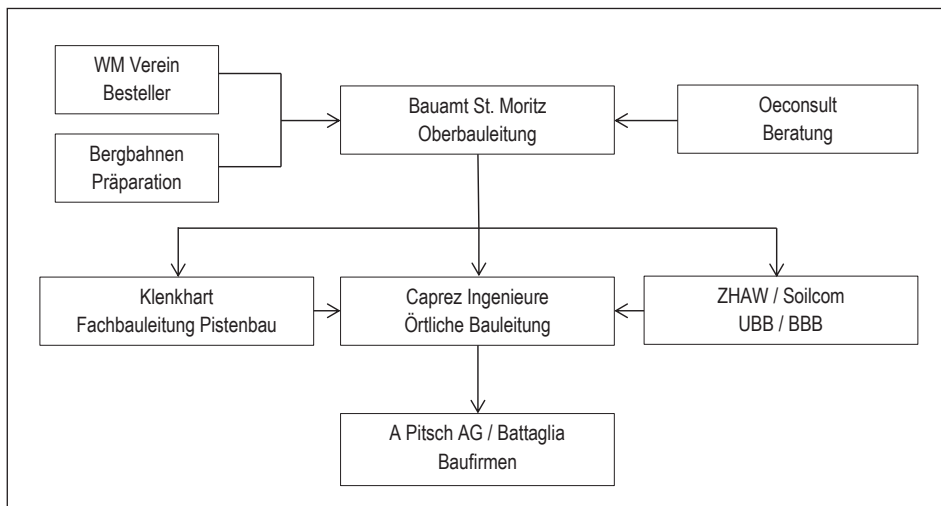 WM Verein
Besteller
Bergbahnen
Präparation
Bauamt St. Moritz
Oberbauleitung
Oeconsult
Beratung
Klenkhart
Fachbauleitung Pistenbau
Caprez Ingenieure
Örtliche Bauleitung
ZHAW / Soilcom
UBB / BBB
A Pitsch AG / Battaglia
Baufirmen